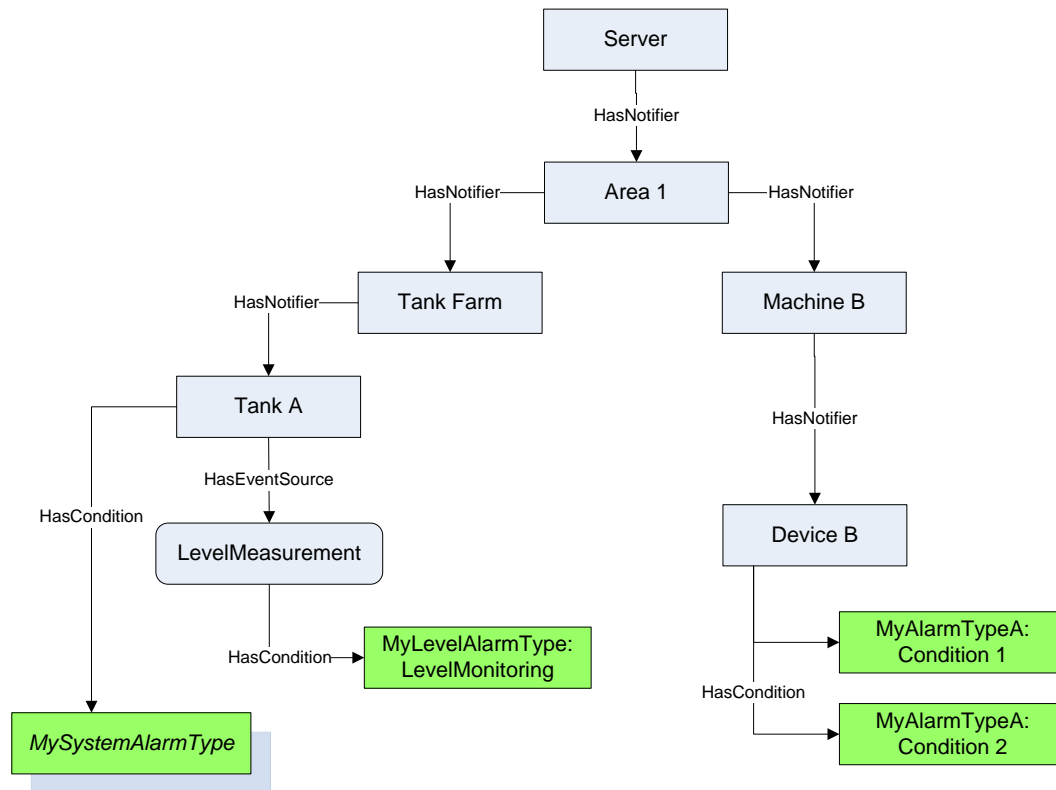 Server
HasNotifier
Area 1
HasNotifier
HasNotifier
Tank Farm
Machine B
HasNotifier
Tank A
HasNotifier
HasEventSource
HasCondition
LevelMeasurement
Device B
MyLevelAlarmType:
LevelMonitoring
HasCondition
MyAlarmTypeA:
Condition 1
HasCondition
MySystemAlarmType
MyAlarmTypeA:
Condition 2